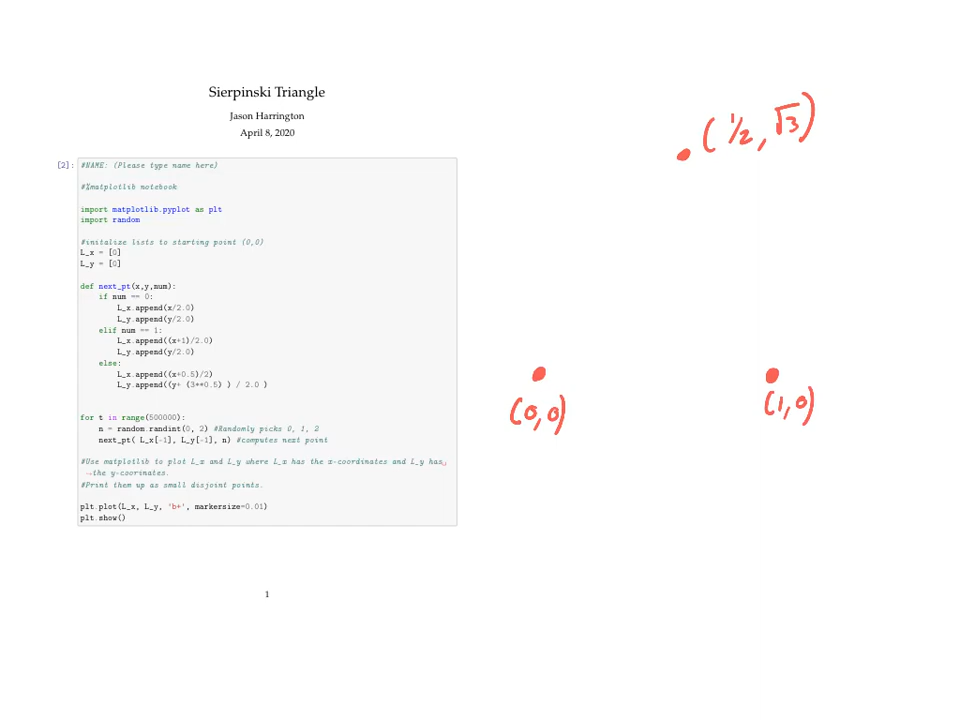 Sierpinski Triangle
Jason Harrington
April 8, 2020
[2]: #NAME: (Please type name here)
#%matplotlib notebook
import matplotlib.pyplot as plt
import random
#initalize lists to starting point (0,0)
L_x = [0]
L_y = [0]
def next_pt(x,y,num):
if num == 0:
L_x.append(x/2.0)
L_y.append(y/2.0)
elif num == 1:
L_x.append((x+1)/2.0)
L_y.append(y/2.0)
else:
L_x.append((x+0.5)/2)
L_y.append((y+ (3**0.5) ) / 2.0 )
for t in range(500000):
n = random.randint(0, 2) #Randomly picks 0, 1, 2
next_pt( L_x[-1], L_y[-1], n) #computes next point
#Use matplotlib to plot L_x and L_y where L_x has the x-coordinates and L_y has
→the y-coorinates.
#Print them up as small disjoint points.
plt.plot(L_x, L_y, 'b+', markersize=0.01)
plt.show()
1
(1/2, √3)
(0,0)
(1,0)